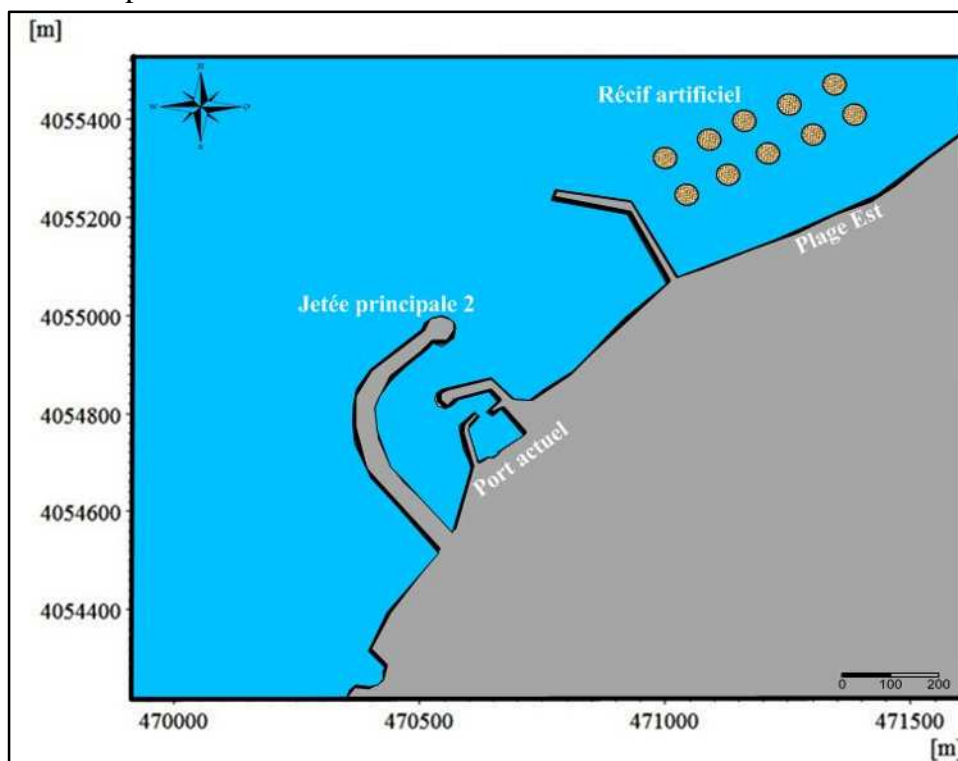 [m]
N
W
O
S
Récif artificiel
4055400
4055200
Plage Est
Jetée principale 2
4055000
4054800
Port actuel
4054600
4054400
0 100 200
470000
470500
471000
471500
[m]